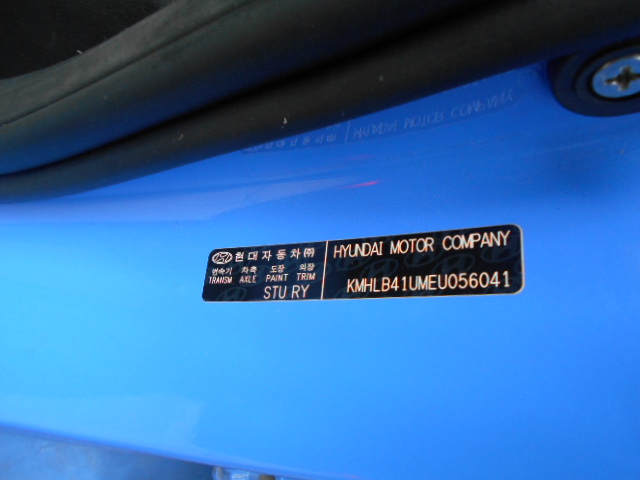 현대자동차㈜
변속기 차축 도장 외장
TRANSM AXLE PAINT TRIM
STU RY
HYUNDAI MOTOR COMPANY
KMHLB41UMEU056041